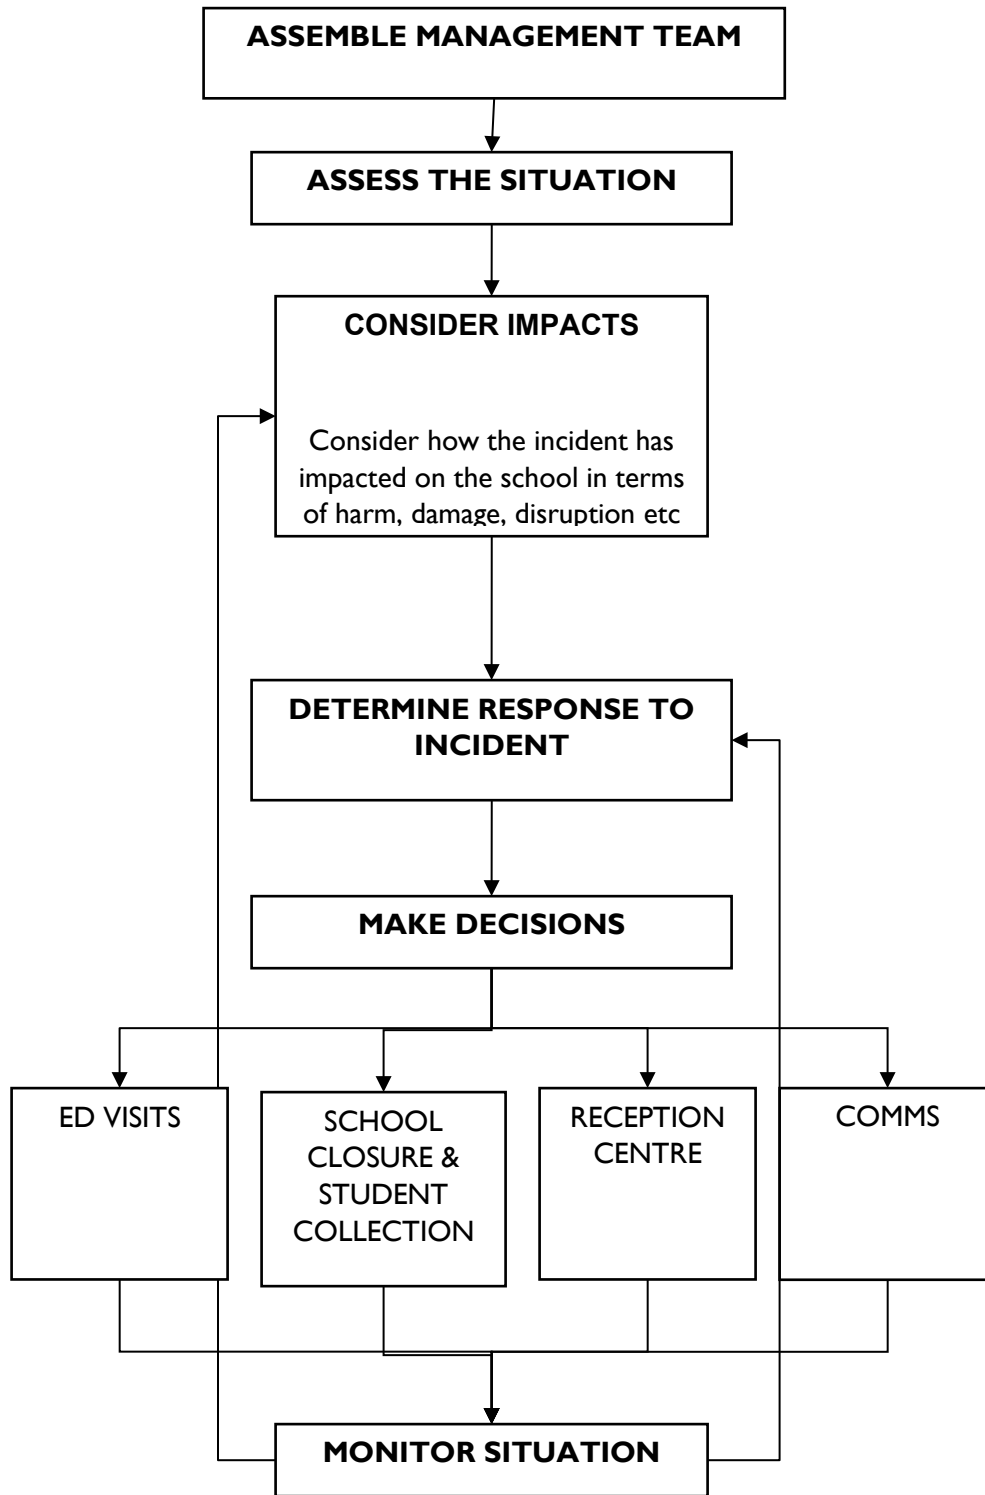 ASSEMBLE MANAGEMENT TEAM
ASSESS THE SITUATION
CONSIDER IMPACTS
Consider how the incident has
impacted on the school in terms
of harm, damage, disruption etc
DETERMINE RESPONSE TO
INCIDENT
MAKE DECISIONS
ED VISITS
SCHOOL
CLOSURE &
STUDENT
COLLECTION
RECEPTION
CENTRE
COMMS
MONITOR SITUATION